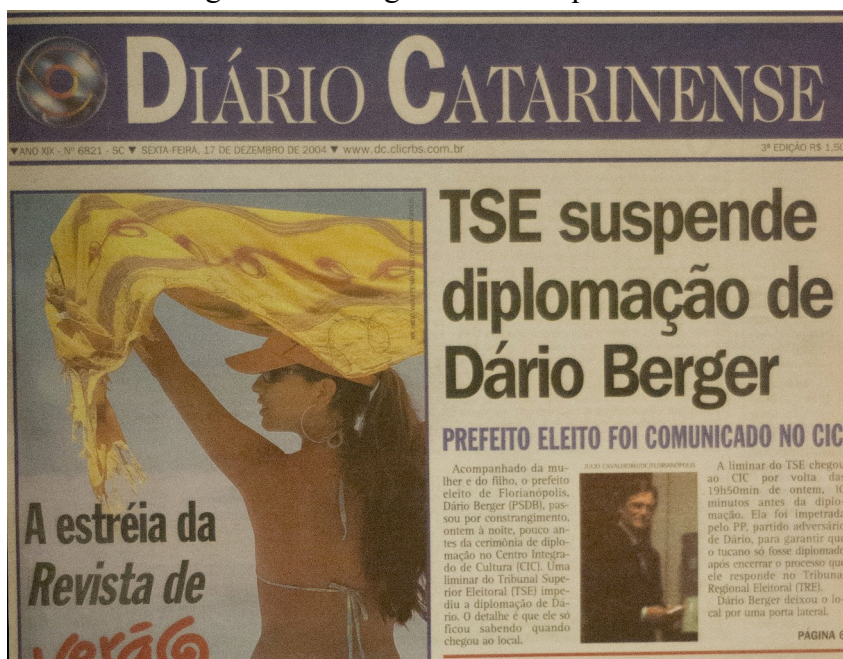 DIÁRIO CATARINENSE
▼ANO XIX - Nº 6821 - SC ▼ SEXTA-FEIRA, 17 DE DEZEMBRO DE 2004 ▼ www.dc.clicrbs.com.br
3ª EDIÇÃO R$ 1,50
TSE suspende
diplomação de
Dário Berger
PREFEITO ELEITO FOI COMUNICADO NO CIC
Acompanhado da mu-
lher e do filho, o prefeito
eleito de Florianópolis,
Dário Berger (PSDB), pas-
sou por constrangimento,
ontem à noite, pouco an-
tes da cerimônia de diplo-
mação no Centro Integra-
do de Cultura (CIC). Uma
liminar do Tribunal Supe-
rior Eleitoral (TSE) impe-
diu a diplomação de Dá-
rio. O detalhe é que ele só
ficou sabendo quando
chegou ao local.
JULIO CAVALHEIRO/DC/FLORIANÓPOLIS
A liminar do TSE chegou
ao CIC por volta das
19h50min de ontem, 10
minutos antes da diplo-
mação. Ela foi impetrada
pelo PP, partido adversário
de Dário, para garantir que
o tucano só fosse diplomado
após encerrar o processo que
ele responde no Tribunal
Regional Eleitoral (TRE).
Dário Berger deixou o lo-
cal por uma porta lateral.
PÁGINA 6
A estréia da
Revista de
verão